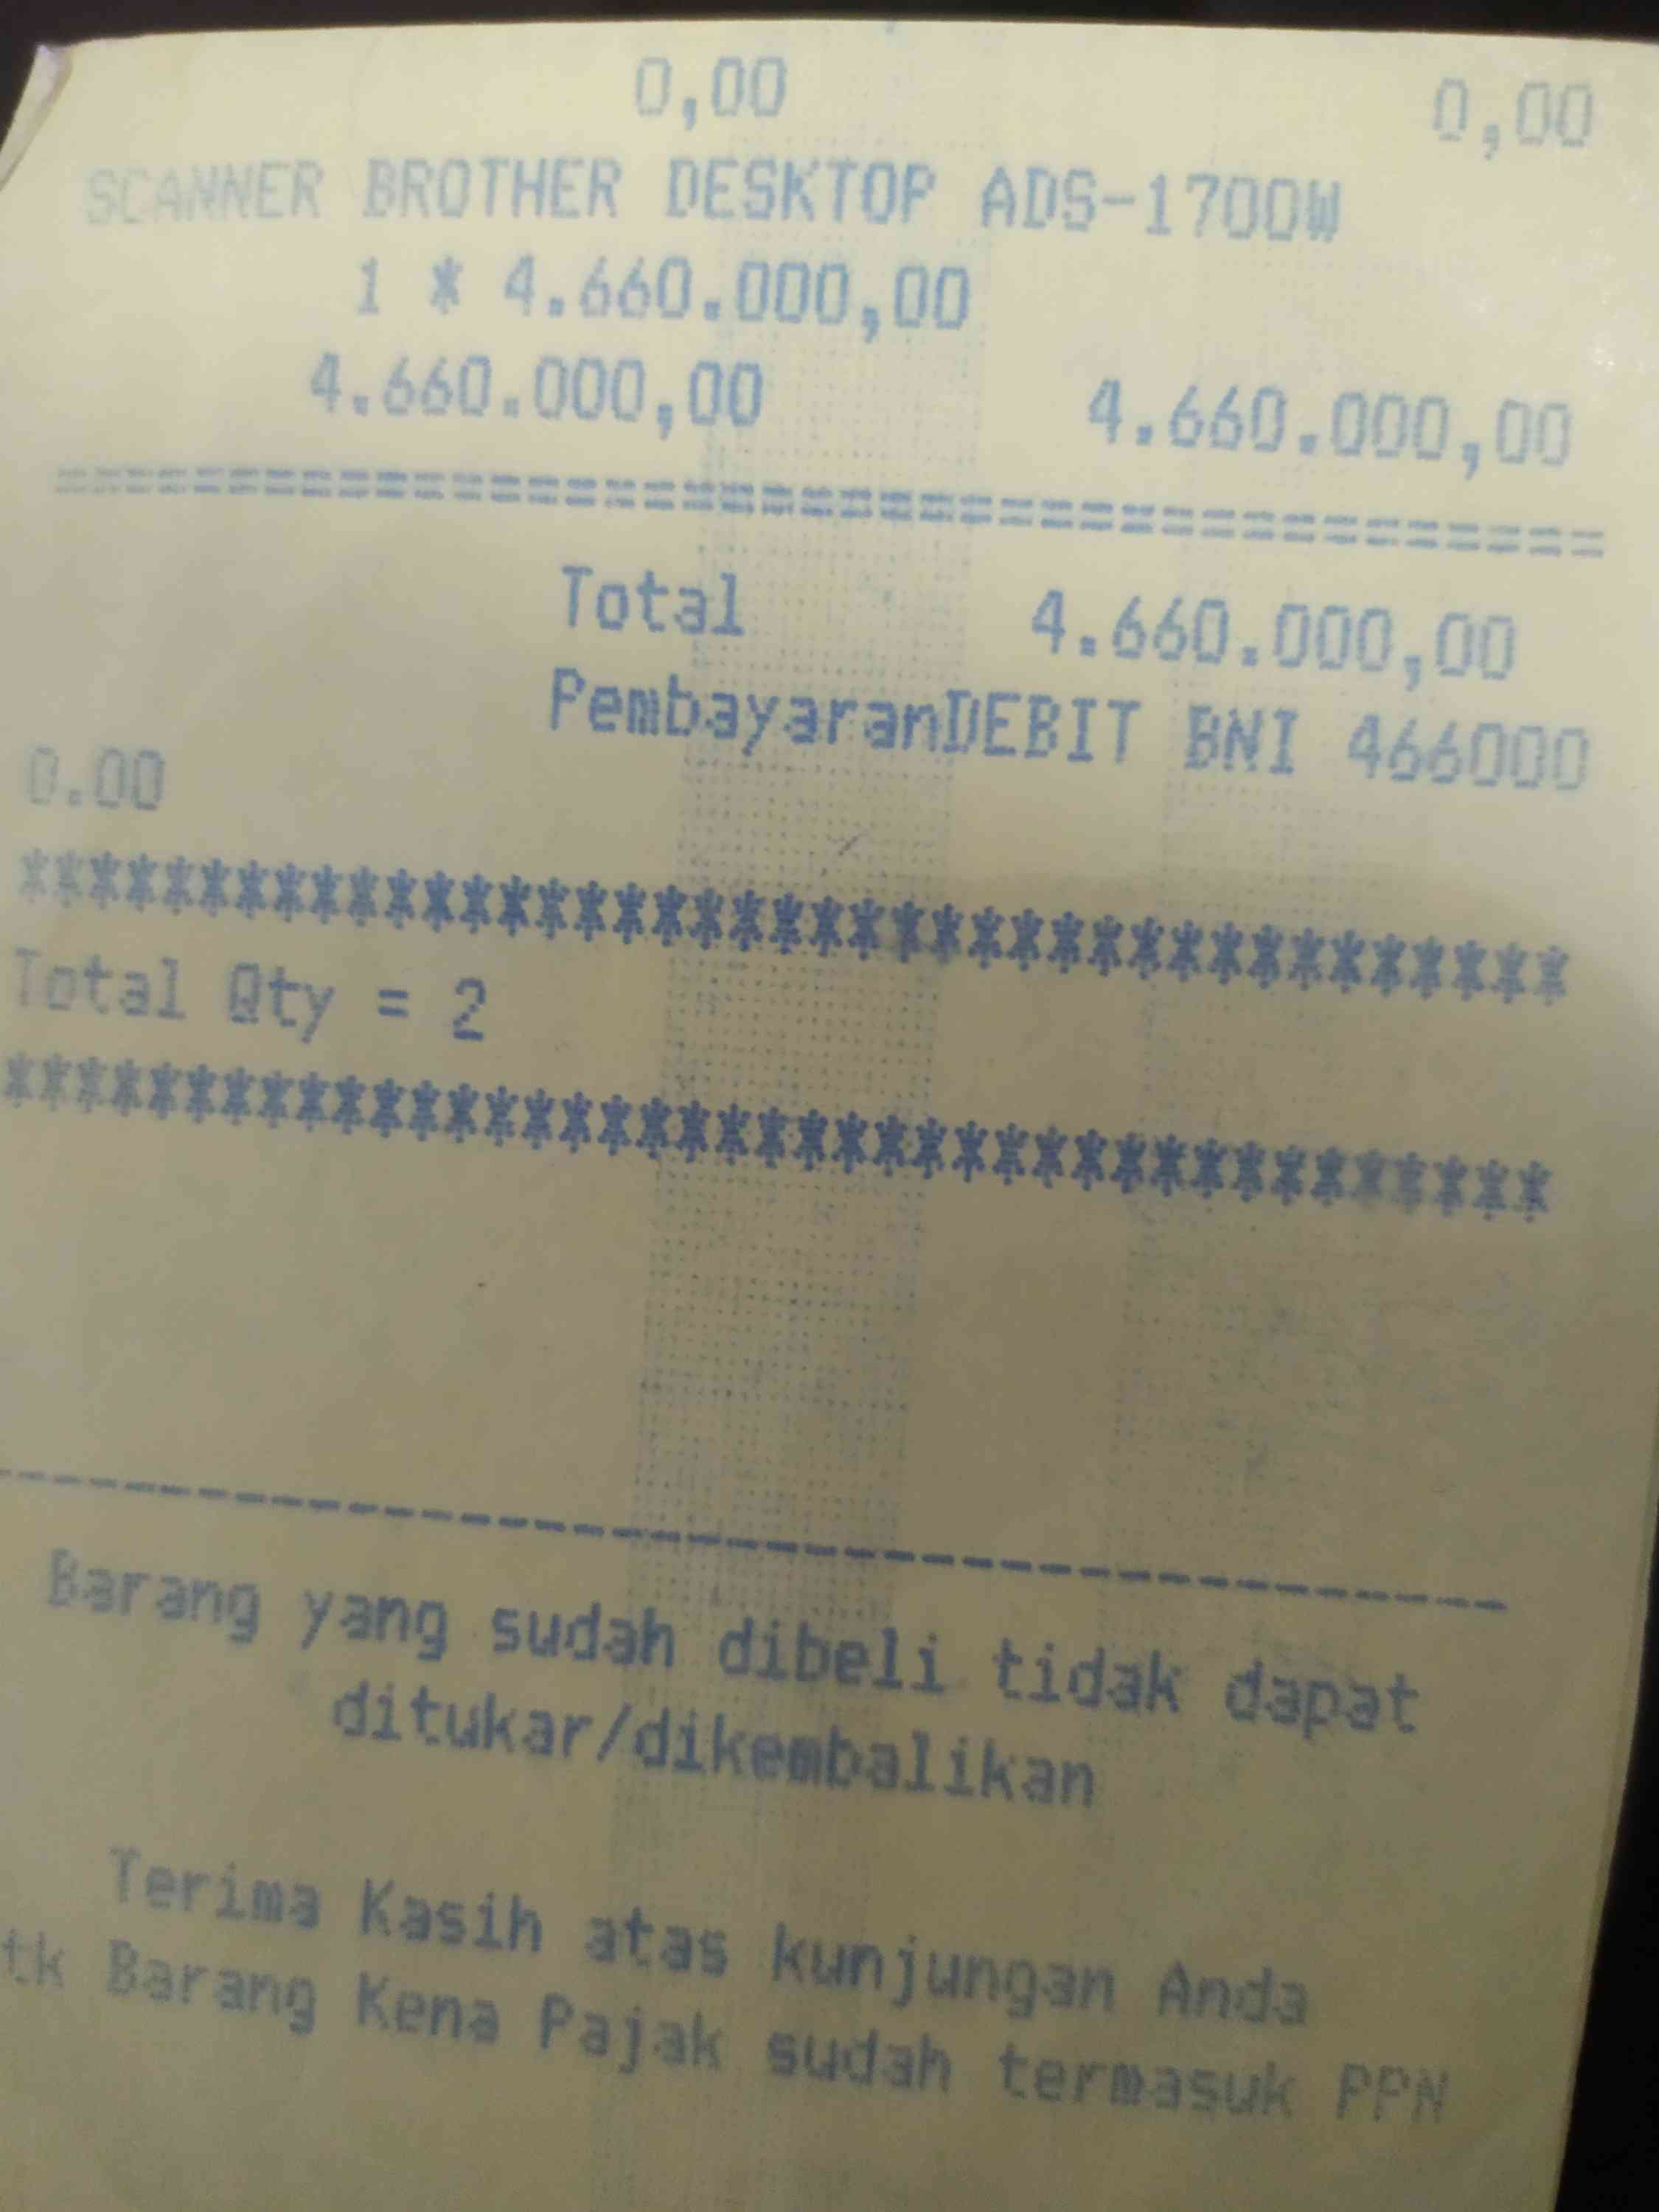 0,00 0,00
SCANNER BROTHER DESKTOP ADS-1700W
1 * 4.660.000,00
4.660.000,00 4.660.000,00
================================================
Total 4.660.000,00
PembayaranDEBIT BNI 466000
0.00
****************************************
Total Qty = 2
****************************************
----------------------------------------
Barang yang sudah dibeli tidak dapat
ditukar/dikembalikan
Terima Kasih atas kunjungan Anda
tk Barang Kena Pajak sudah termasuk PPN